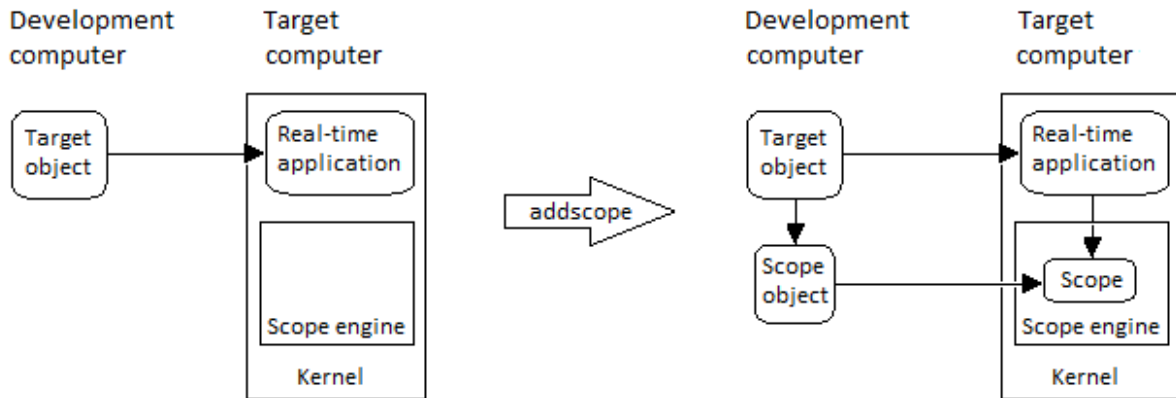 Development
computer
Target
computer
Target
object
Real-time
application
Scope engine
Kernel
addscope
Development
computer
Target
computer
Target
object
Real-time
application
Scope
object
Scope
Scope engine
Kernel